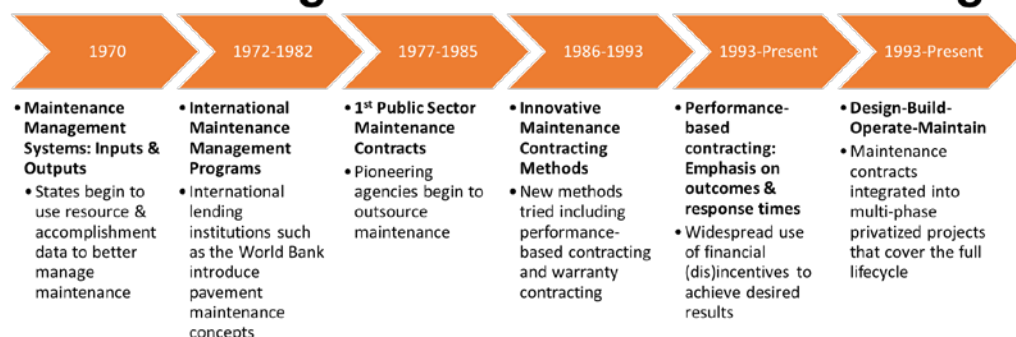 1970
1972-1982
1977-1985
1986-1993
1993-Present
1993-Present
• Maintenance
Management
Systems: Inputs &
Outputs
• States begin to
use resource &
accomplishment
data to better
manage
maintenance
• International
Maintenance
Management
Programs
• International
lending
institutions such
as the World Bank
introduce
pavement
maintenance
concepts
• 1st Public Sector
Maintenance
Contracts
• Pioneering
agencies begin to
outsource
maintenance
• Innovative
Maintenance
Contracting
Methods
• New methods
tried including
performance-
based contracting
and warranty
contracting
• Performance-
based
contracting:
Emphasis on
outcomes &
response times
• Widespread use
of financial
(dis)incentives to
achieve desired
results
• Design-Build-
Operate-Maintain
• Maintenance
contracts
integrated into
multi-phase
privatized projects
that cover the full
lifecycle